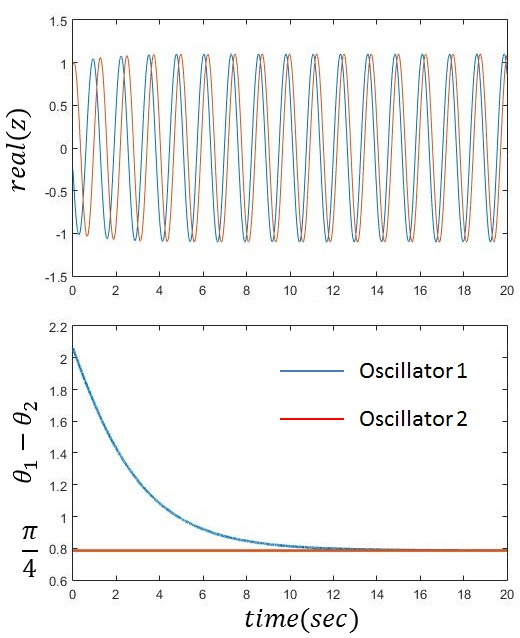 1.5
1
0.5
0
-0.5
-1
-1.5
real(z)
0 2 4 6 8 10 12 14 16 18 20
2.2
2
1.8
1.6
1.4
1.2
1
0.8
0.6
θ₁ − θ₂
π
4
Oscillator 1
Oscillator 2
0 2 4 6 8 10 12 14 16 18 20
time(sec)